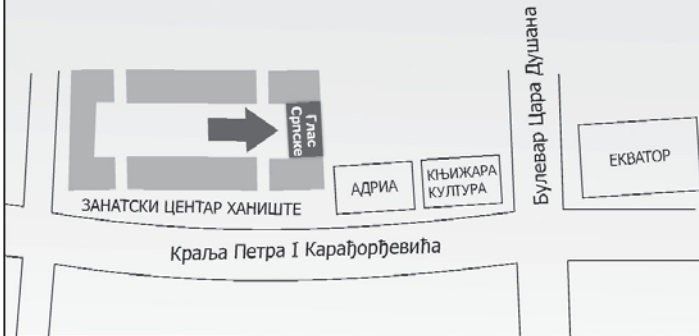 Глас
Српске
Булевар Цара Душана
АДРИА
КЊИЖАРА
КУЛТУРА
ЕКВАТОР
ЗАНАТСКИ ЦЕНТАР ХАНИШТЕ
Краља Петра I Карађорђевића